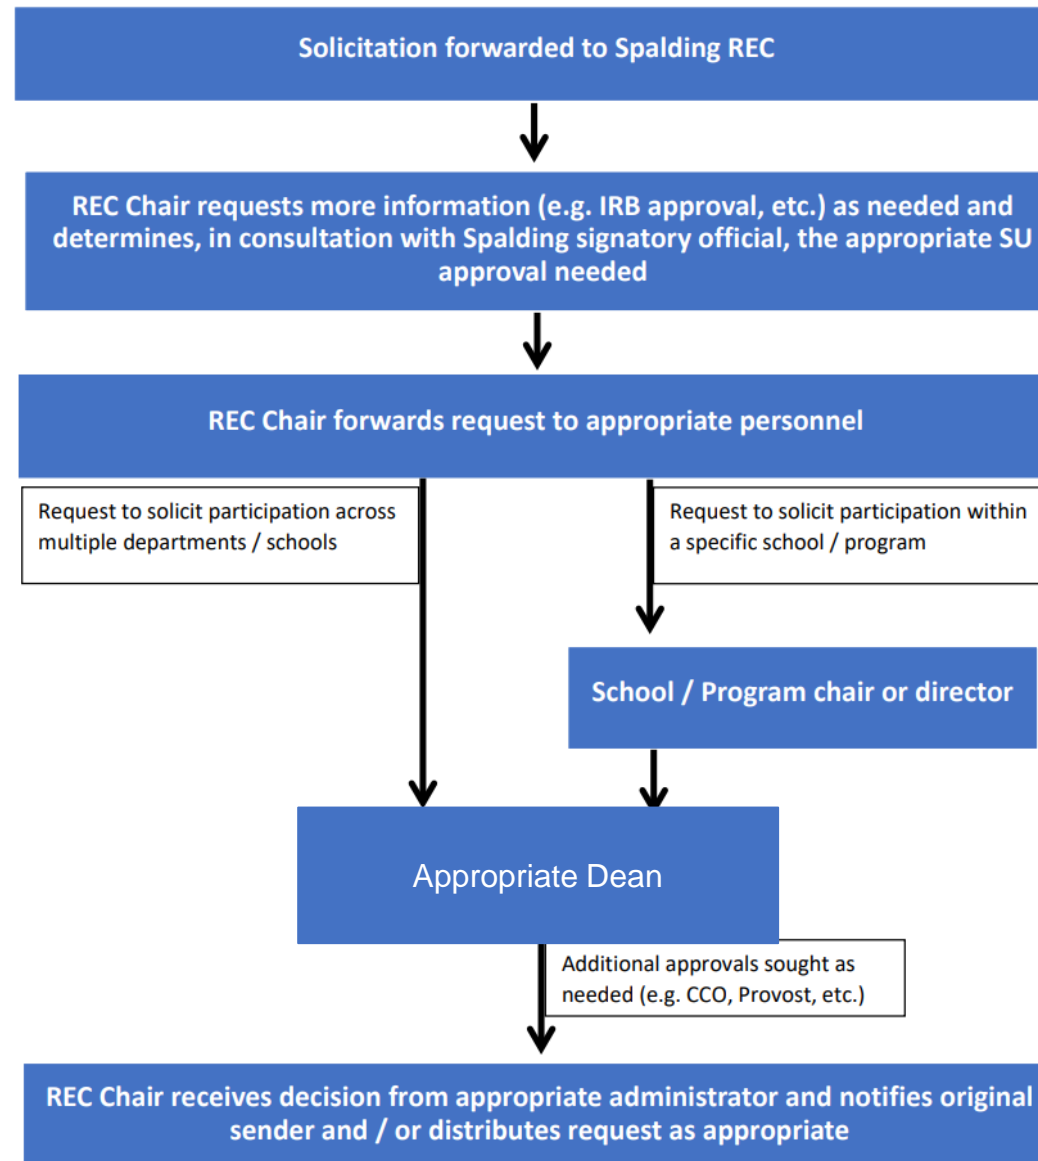 Solicitation forwarded to Spalding REC
REC Chair requests more information (e.g. IRB approval, etc.) as needed and
determines, in consultation with Spalding signatory official, the appropriate SU
approval needed
REC Chair forwards request to appropriate personnel
Request to solicit participation across
multiple departments / schools
Request to solicit participation within
a specific school / program
School / Program chair or director
Appropriate Dean
Additional approvals sought as
needed (e.g. CCO, Provost, etc.)
REC Chair receives decision from appropriate administrator and notifies original
sender and / or distributes request as appropriate